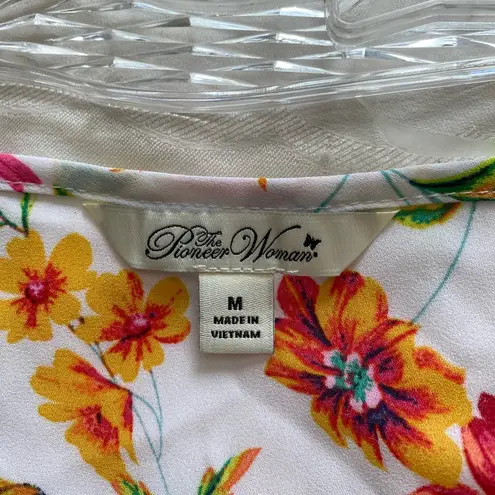 The
Pioneer Woman
M
MADE IN
VIETNAM